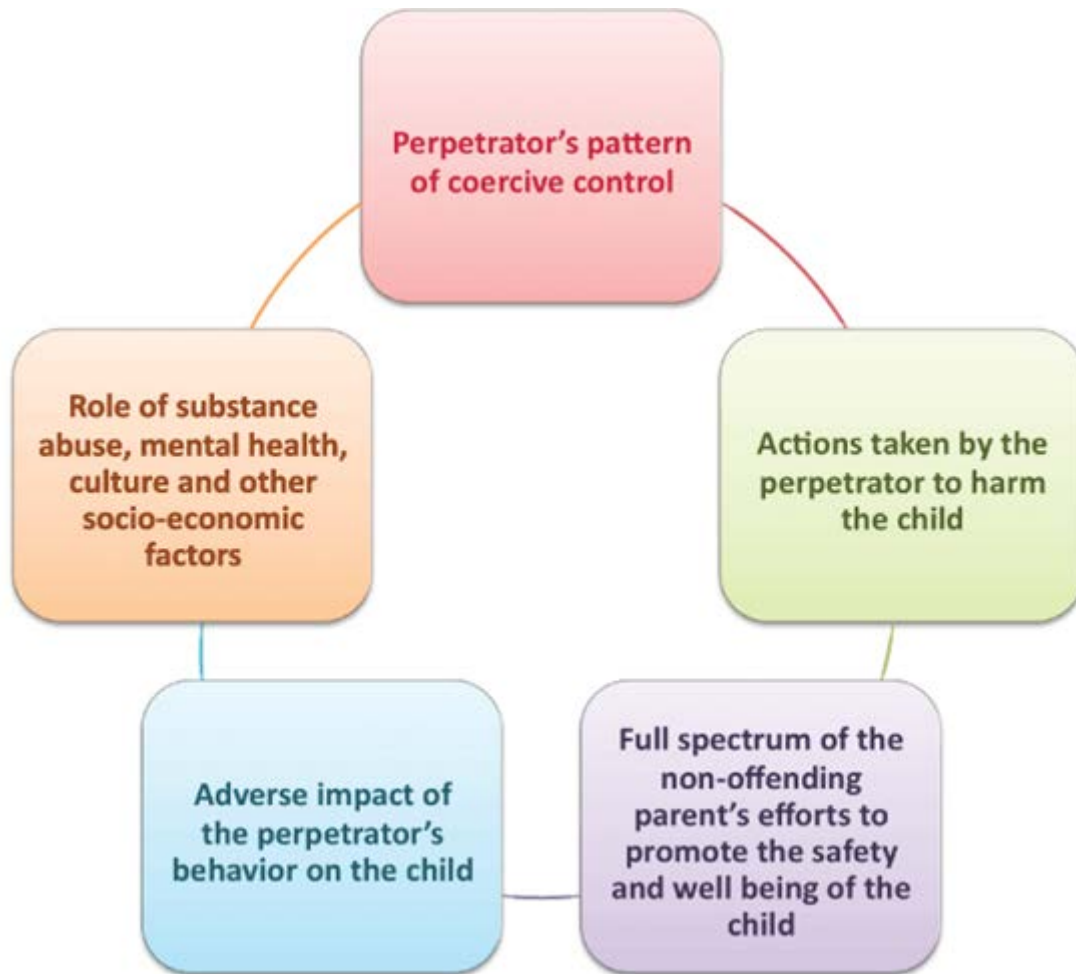 Perpetrator’s pattern
of coercive control
Actions taken by the
perpetrator to harm
the child
Full spectrum of the
non-offending
parent’s efforts to
promote the safety
and well being of the
child
Adverse impact of
the perpetrator’s
behavior on the child
Role of substance
abuse, mental health,
culture and other
socio-economic
factors